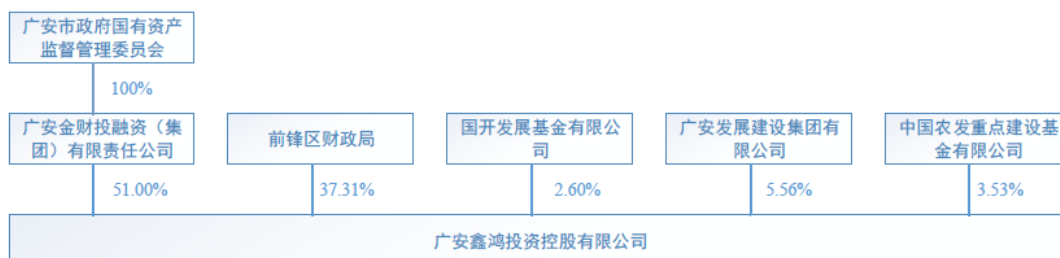 广安市政府国有资产
监督管理委员会
100%
广安金财投融资（集
团）有限责任公司
前锋区财政局
国开发展基金有限公
司
广安发展建设集团有
限公司
中国农发重点建设基
金有限公司
51.00%
37.31%
2.60%
5.56%
3.53%
广安鑫鸿投资控股有限公司